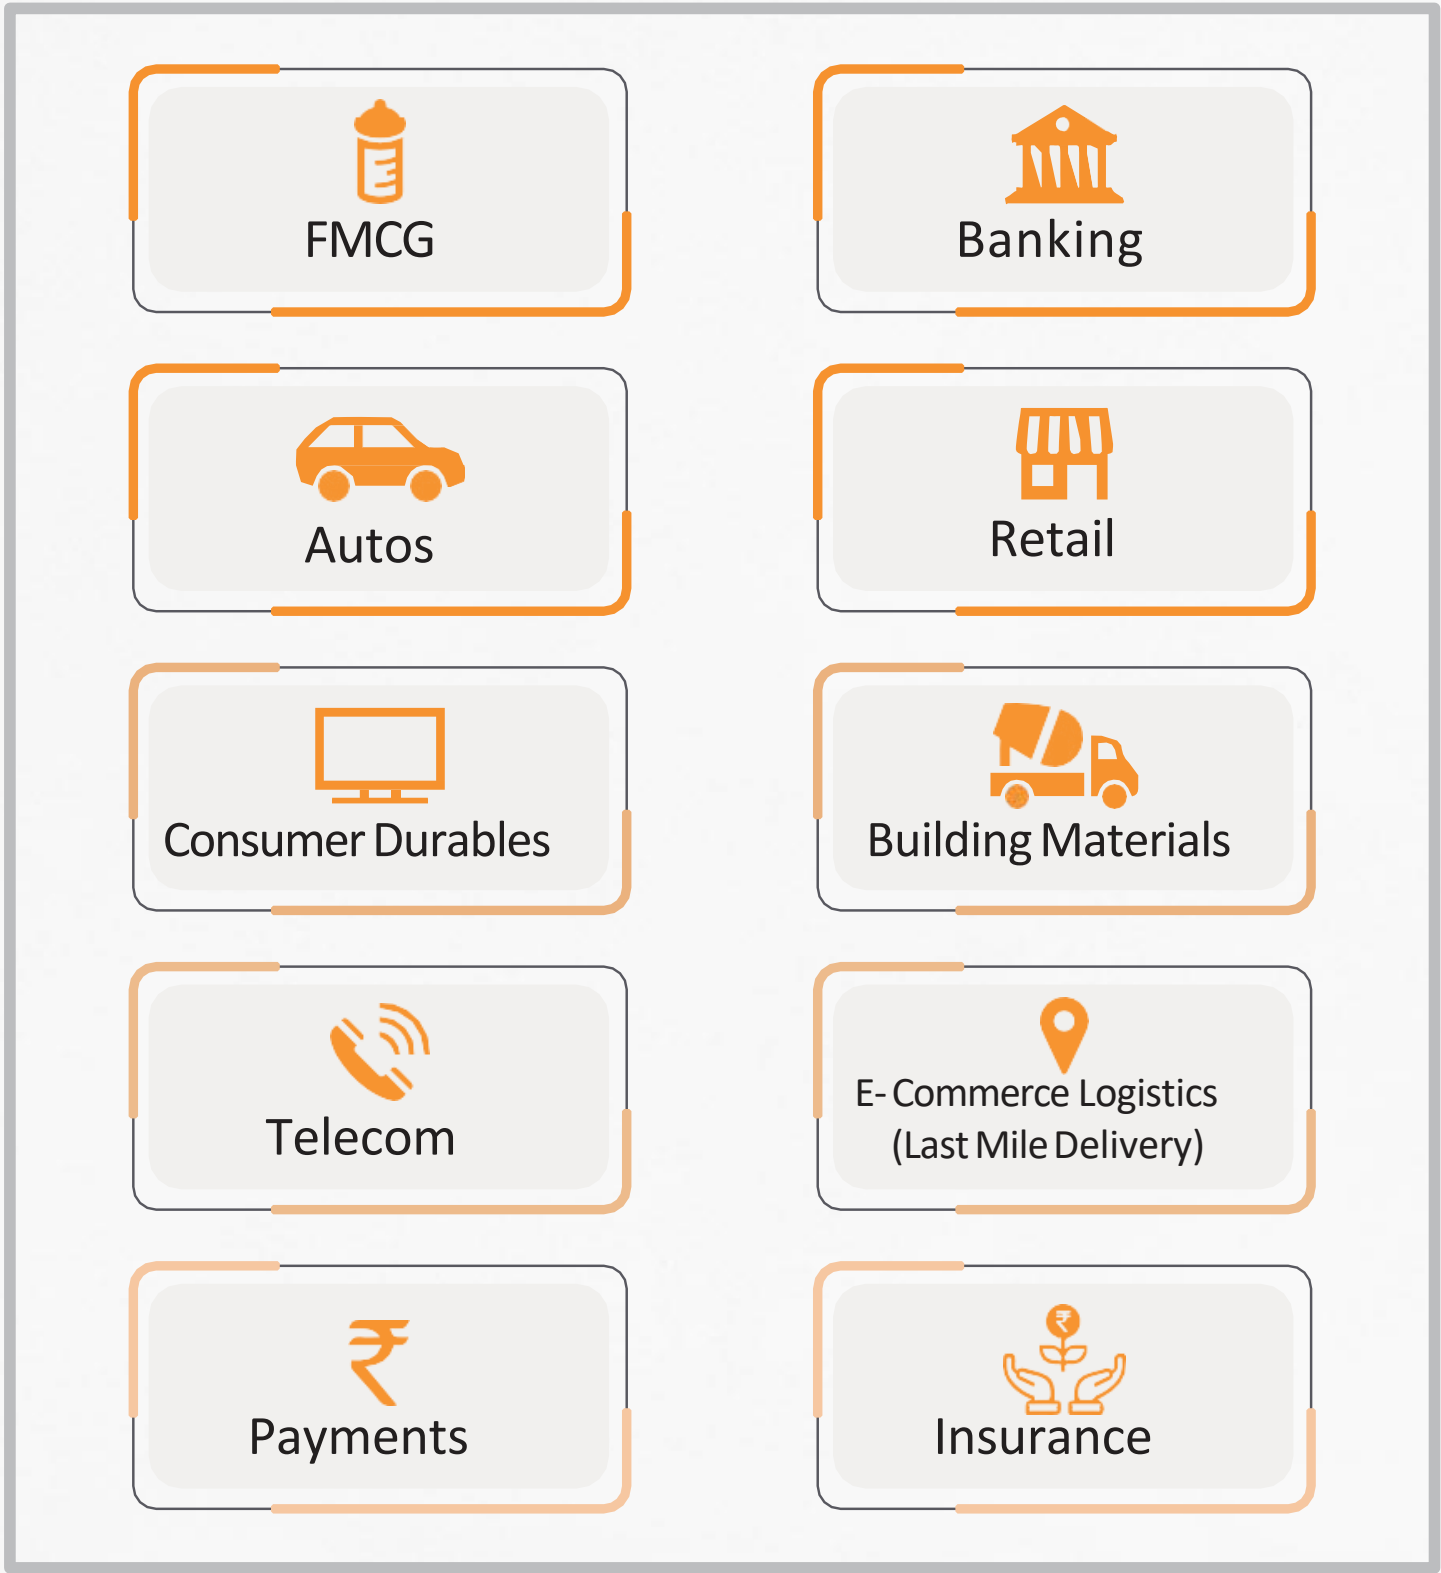 FMCG
Banking
Autos
Retail
Consumer Durables
Building Materials
Telecom
E- Commerce Logistics
(Last Mile Delivery)
₹
Payments
₹
Insurance